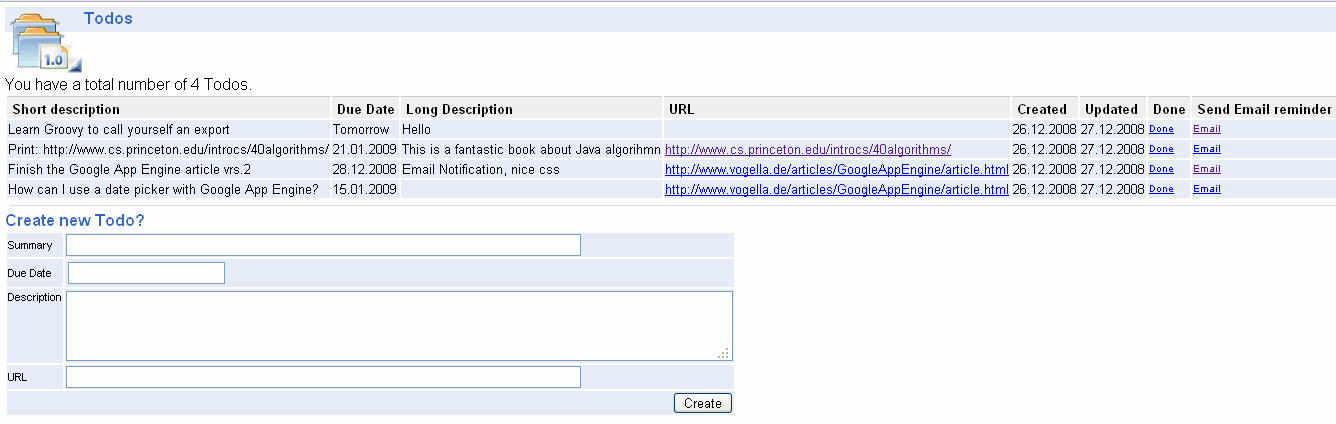 Todos
1.0
You have a total number of 4 Todos.
Short description Due Date Long Description URL Created Updated Done Send Email reminder
Learn Groovy to call yourself an export Tomorrow Hello 26.12.2008 27.12.2008 Done Email
Print: http://www.cs.princeton.edu/introcs/40algorithms/ 21.01.2009 This is a fantastic book about Java algorihmn http://www.cs.princeton.edu/introcs/40algorithms/ 26.12.2008 27.12.2008 Done Email
Finish the Google App Engine article vrs.2 28.12.2008 Email Notification, nice css http://www.vogella.de/articles/GoogleAppEngine/article.html 26.12.2008 27.12.2008 Done Email
How can I use a date picker with Google App Engine? 15.01.2009 http://www.vogella.de/articles/GoogleAppEngine/article.html 26.12.2008 27.12.2008 Done Email
Create new Todo?
Summary
Due Date
Description
URL
Create